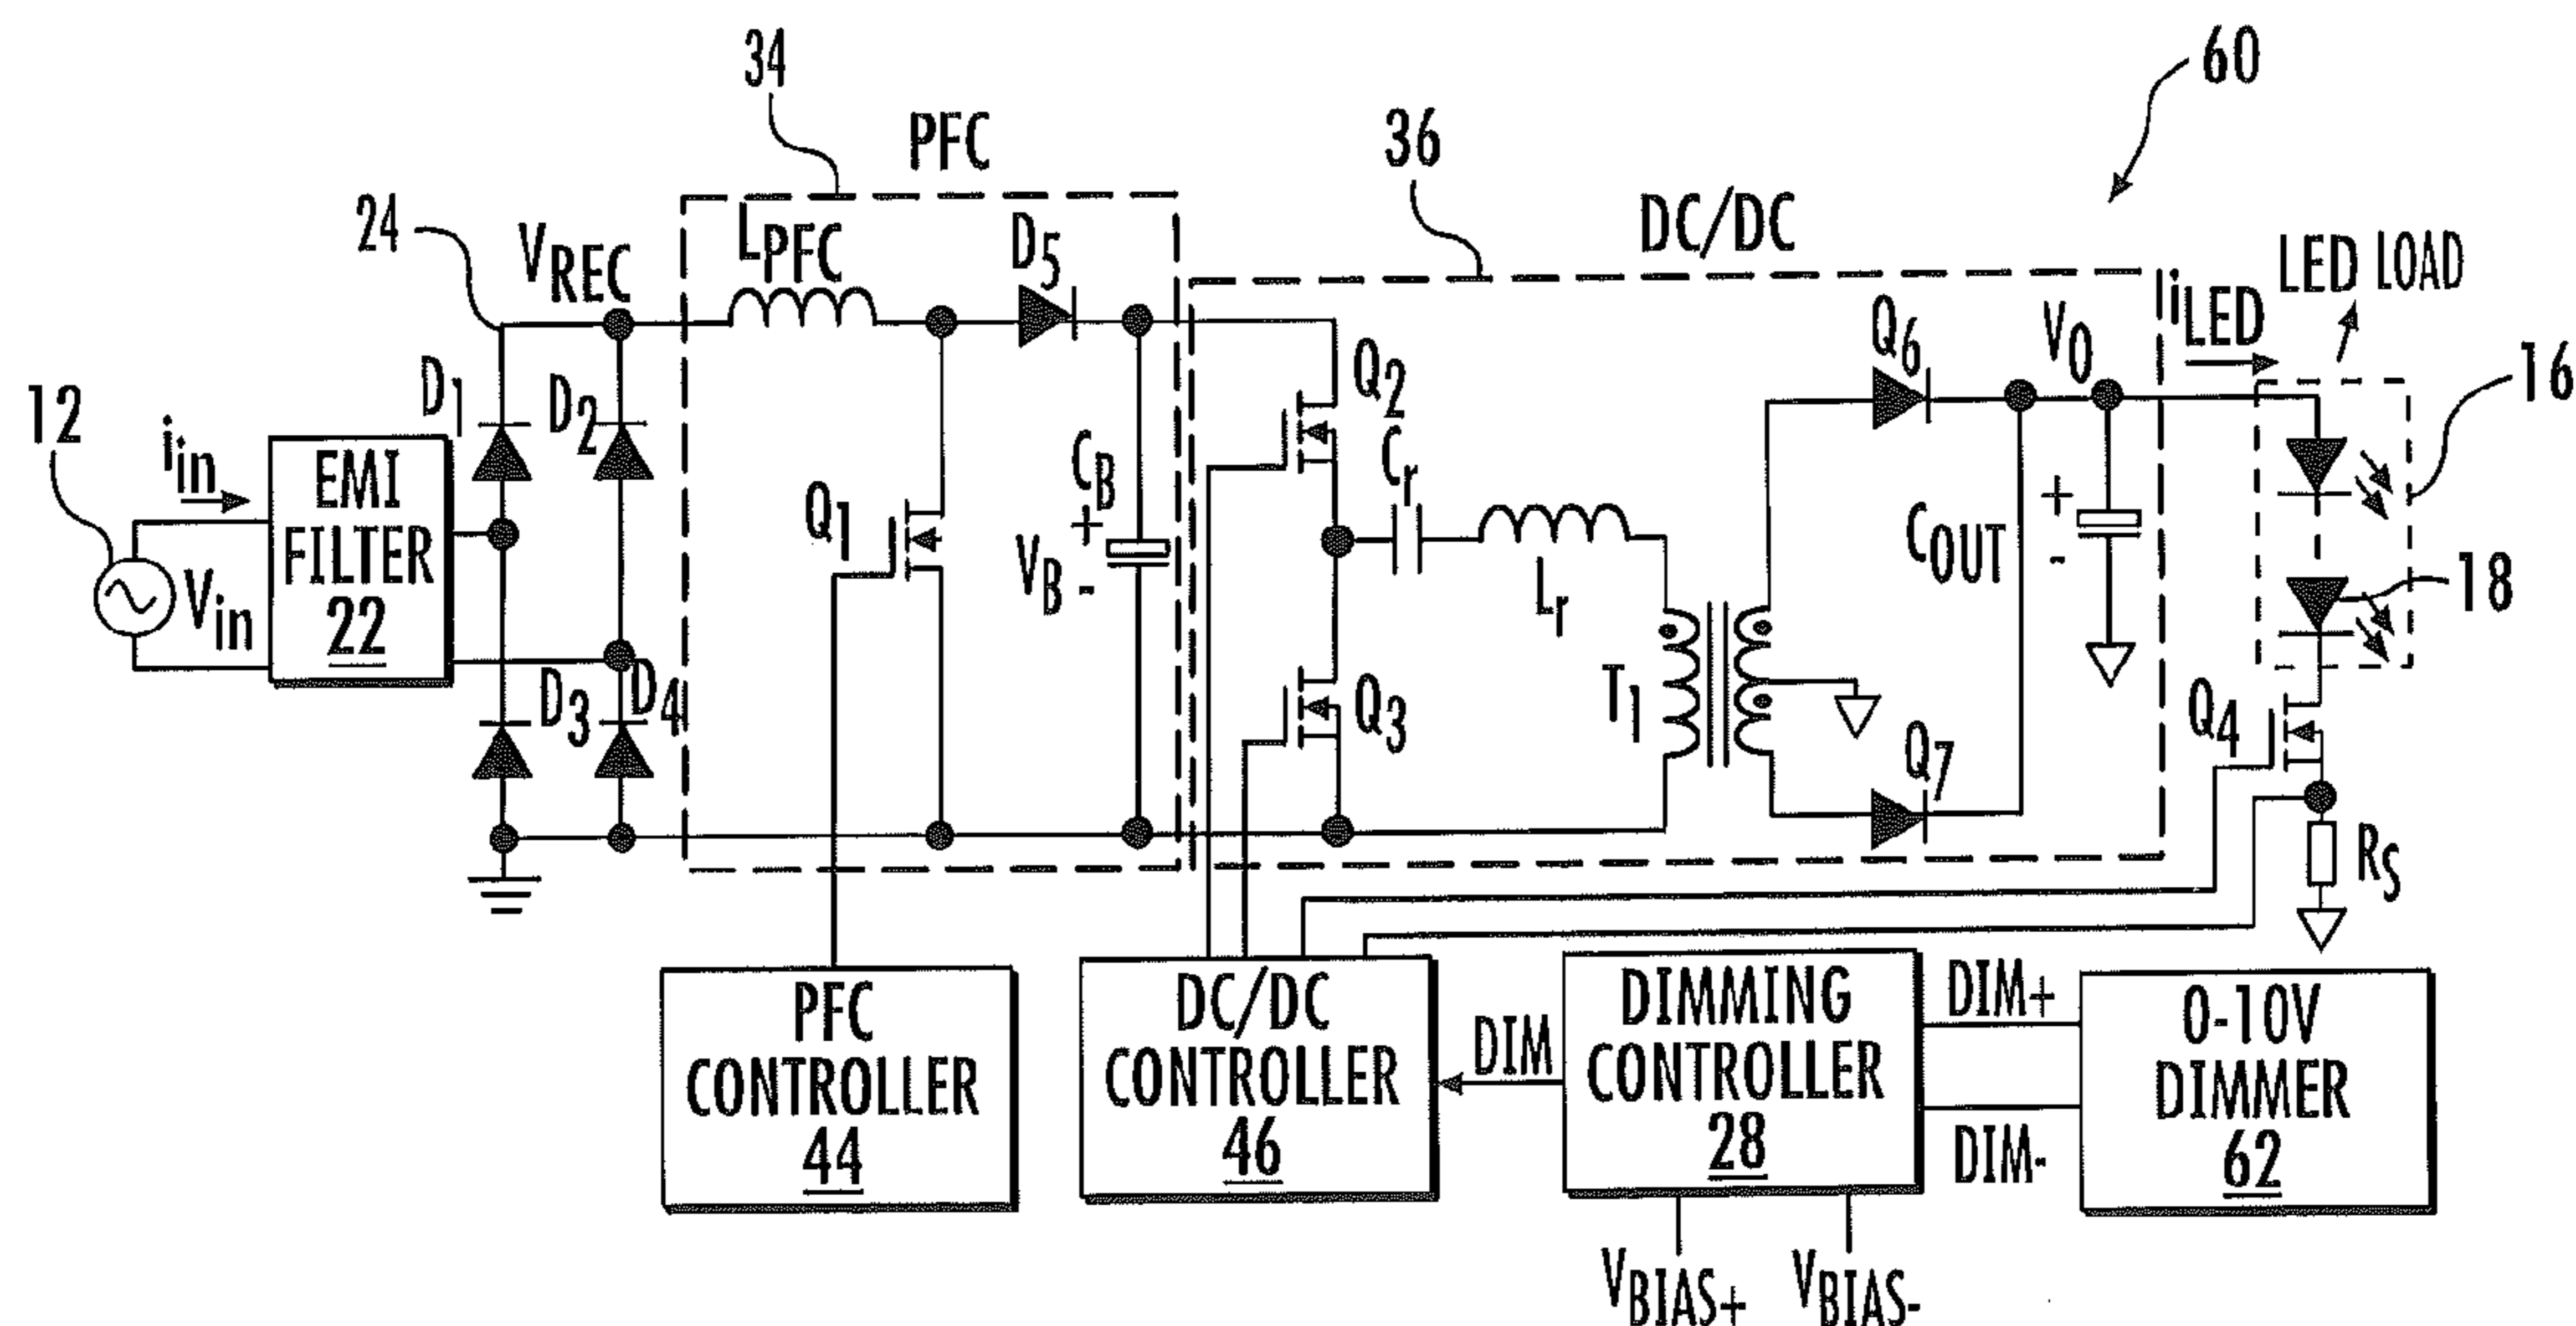 60
34
PFC
36
DC/DC
24
VREC
LPFC
D5
iLED
LED LOAD
Q6
VO
16
12
iin
EMI
FILTER
22
Vin
D1
D2
D3
D4
Q1
CB
+
VB
-
Q2
Cr
Lr
Q3
T1
COUT
+
-
Q7
18
Q4
RS
PFC
CONTROLLER
44
DC/DC
CONTROLLER
46
DIM
DIMMING
CONTROLLER
28
DIM+
DIM-
0-10V
DIMMER
62
VBIAS+
VBIAS-